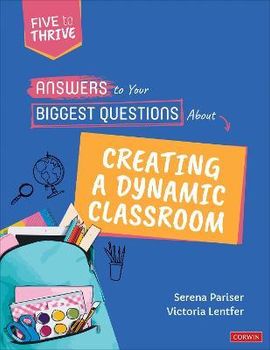 FIVE to
THRIVE
ANSWERS to Your
BIGGEST QUESTIONS About
CREATING
A DYNAMIC
CLASSROOM
Serena Pariser
Victoria Lentfer
CORWIN